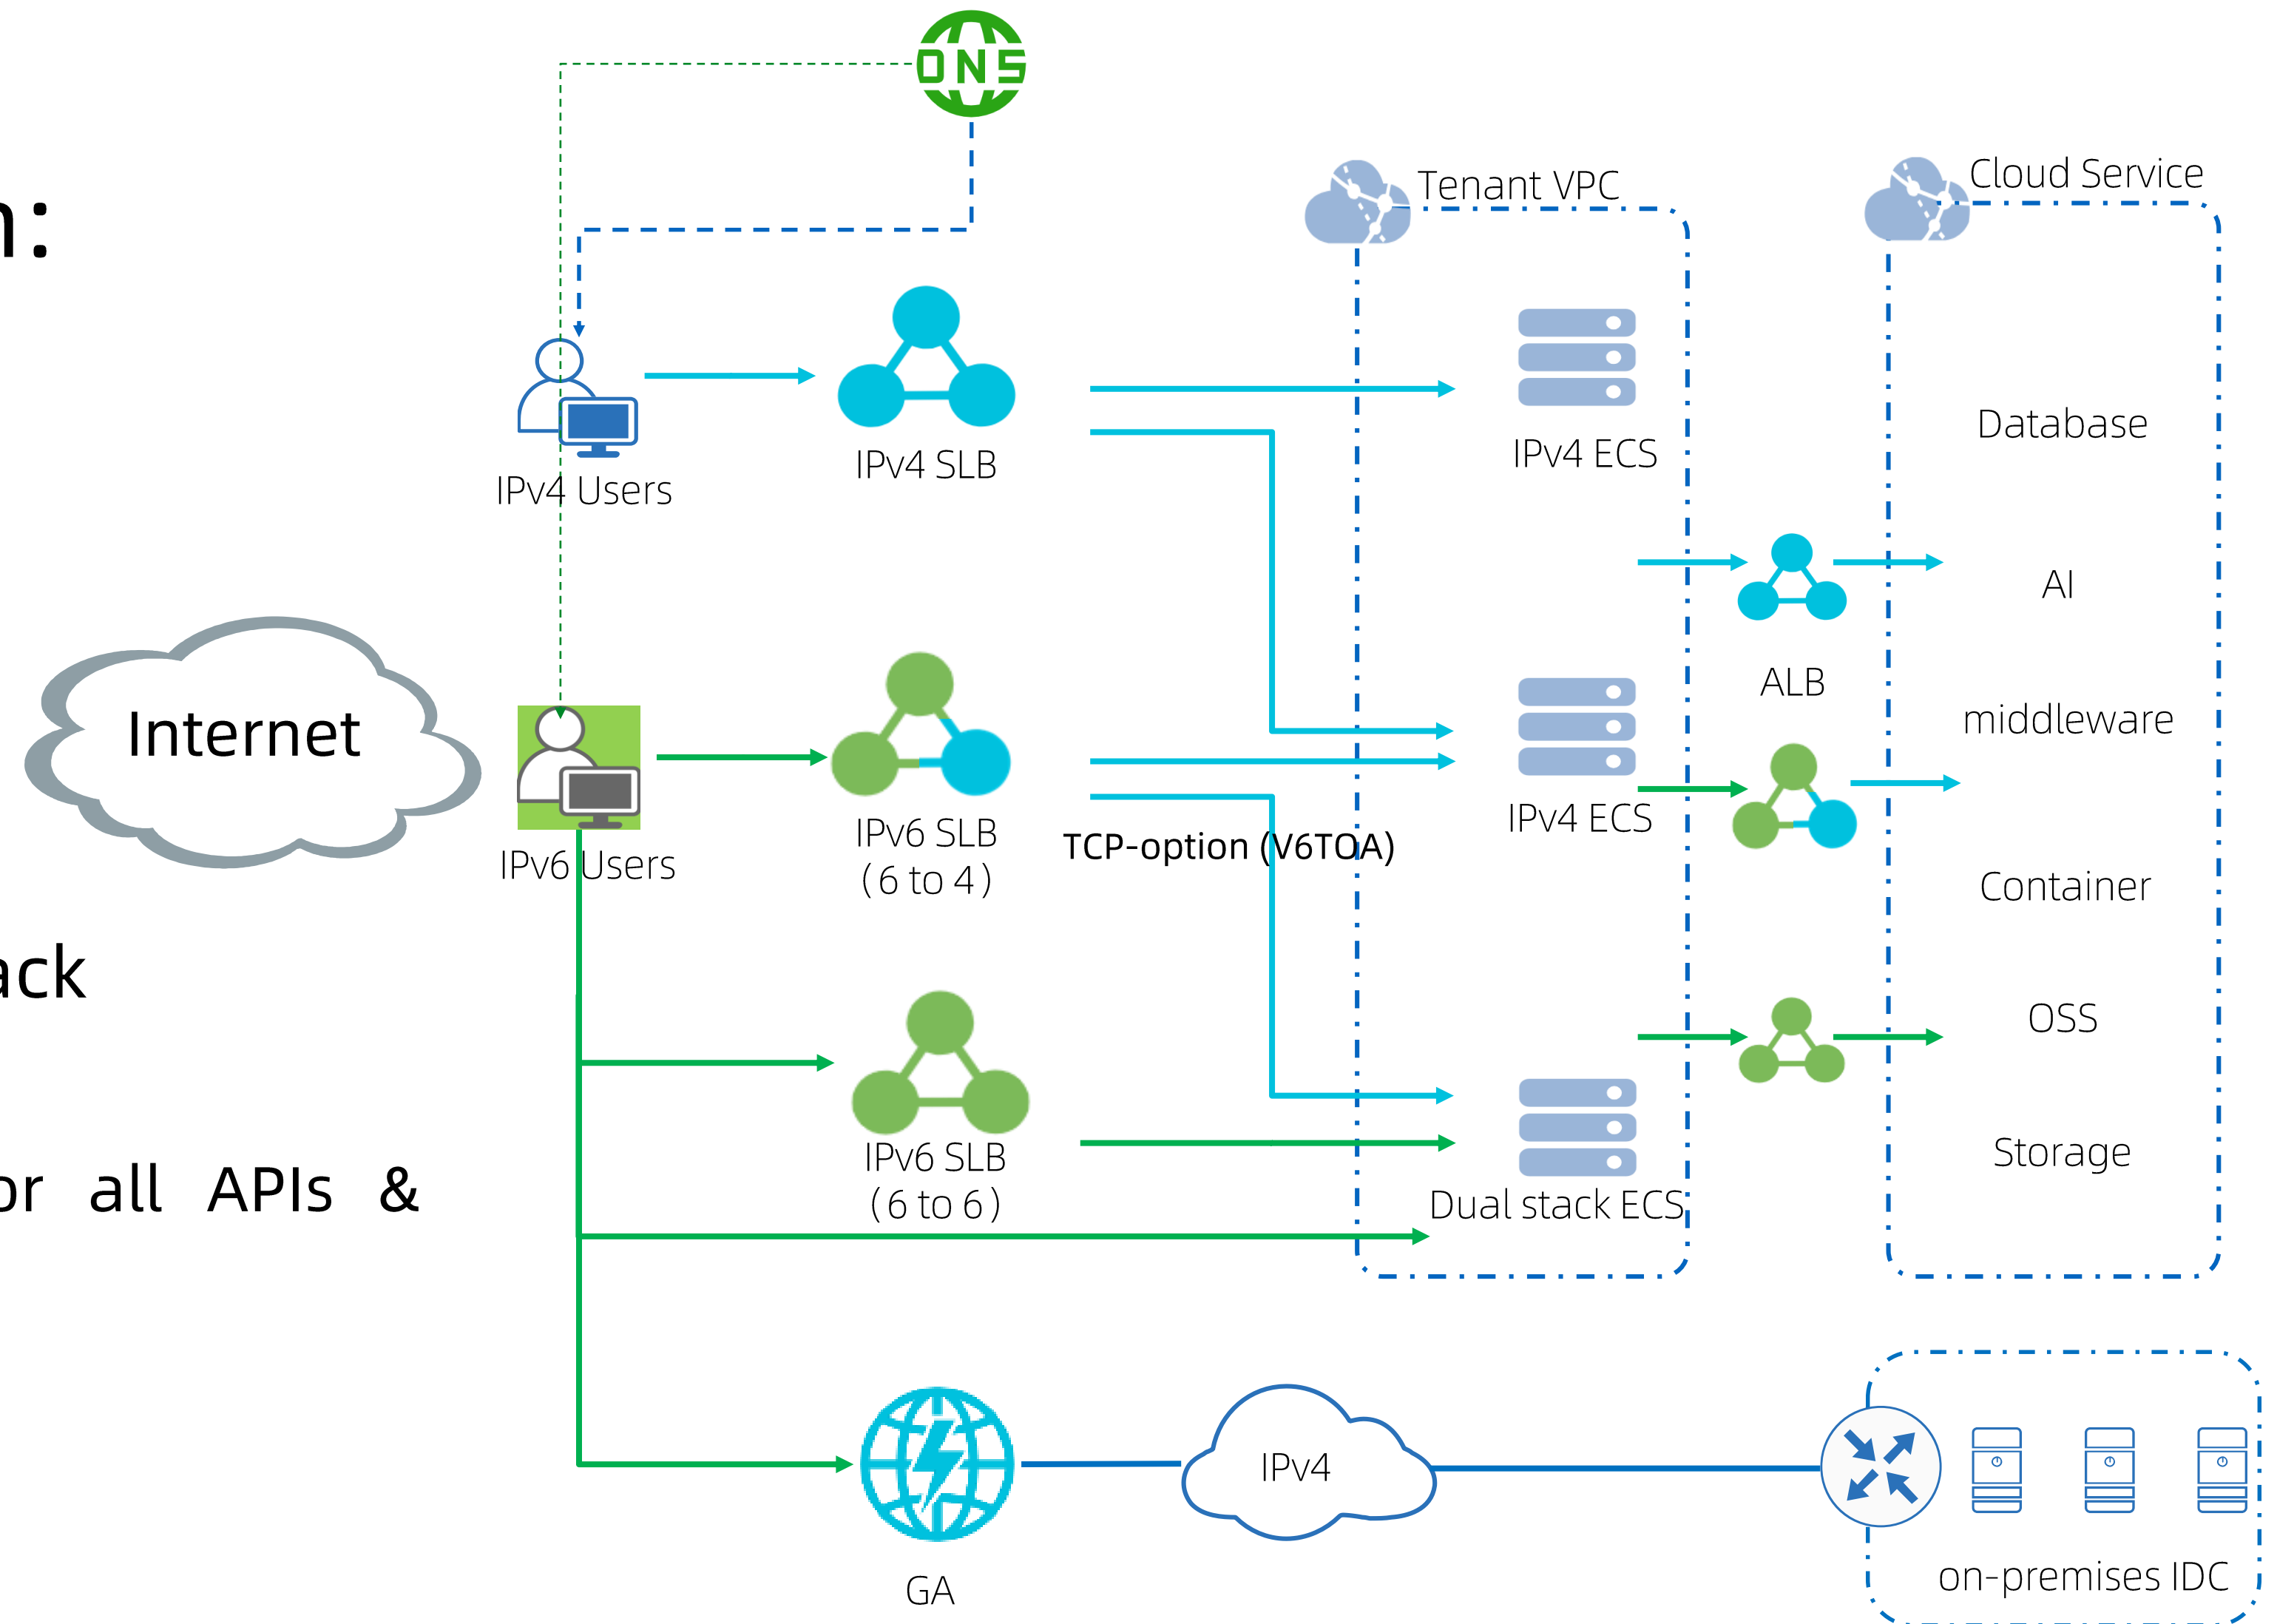 DNS
Tenant VPC
Cloud Service
IPv4 Users
IPv4 SLB
IPv4 ECS
Database
AI
ALB
middleware
Internet
IPv6 Users
IPv6 SLB
(6 to 4)
TCP-option (V6TOA)
IPv4 ECS
Container
ack
OSS
IPv6 SLB
(6 to 6)
Dual stack ECS
Storage
or all APIs &
GA
IPv4
on-premises IDC